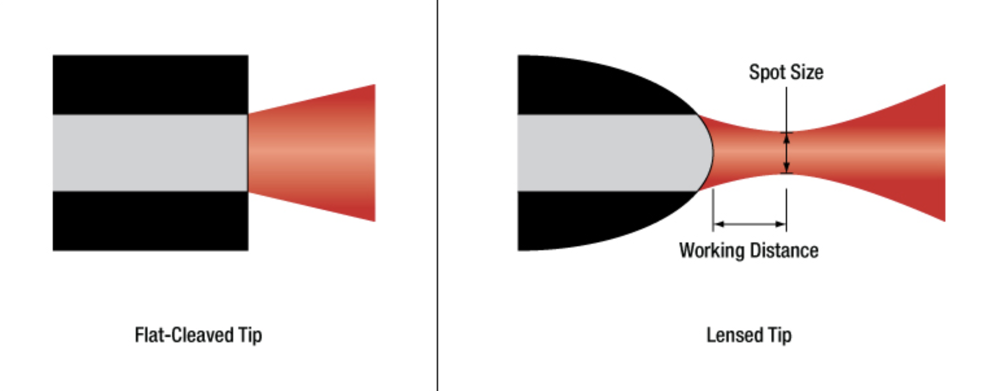 Spot Size
Working Distance
Flat-Cleaved Tip
Lensed Tip